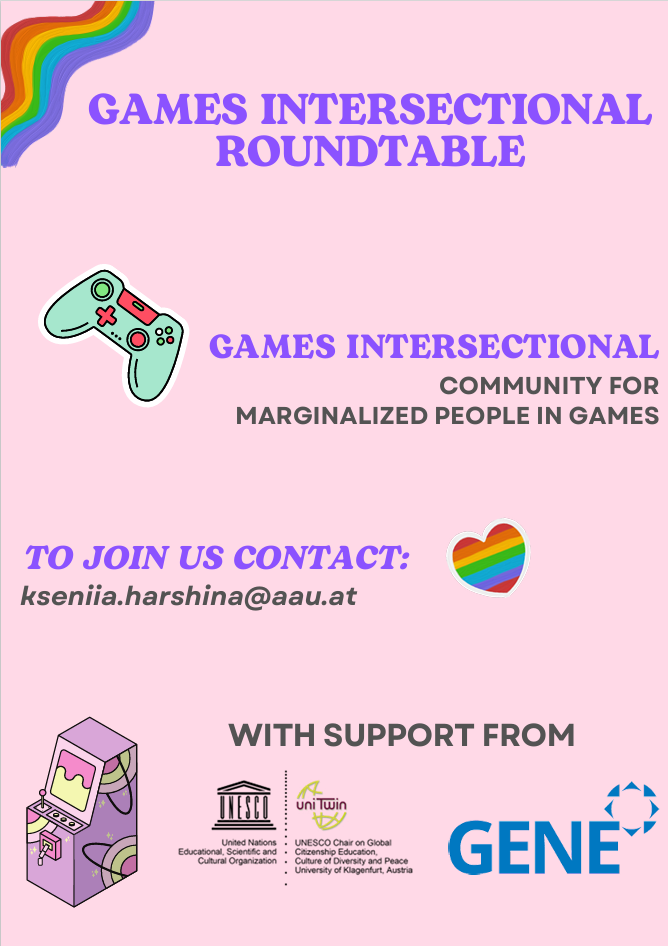 GAMES INTERSECTIONAL
ROUNDTABLE
GAMES INTERSECTIONAL
COMMUNITY FOR
MARGINALIZED PEOPLE IN GAMES
TO JOIN US CONTACT:
kseniia.harshina@aau.at
WITH SUPPORT FROM
UNESCO
United Nations
Educational, Scientific and
Cultural Organization
uniTwin
UNESCO Chair on Global
Citizenship Education,
Culture of Diversity and Peace
University of Klagenfurt, Austria
GENE